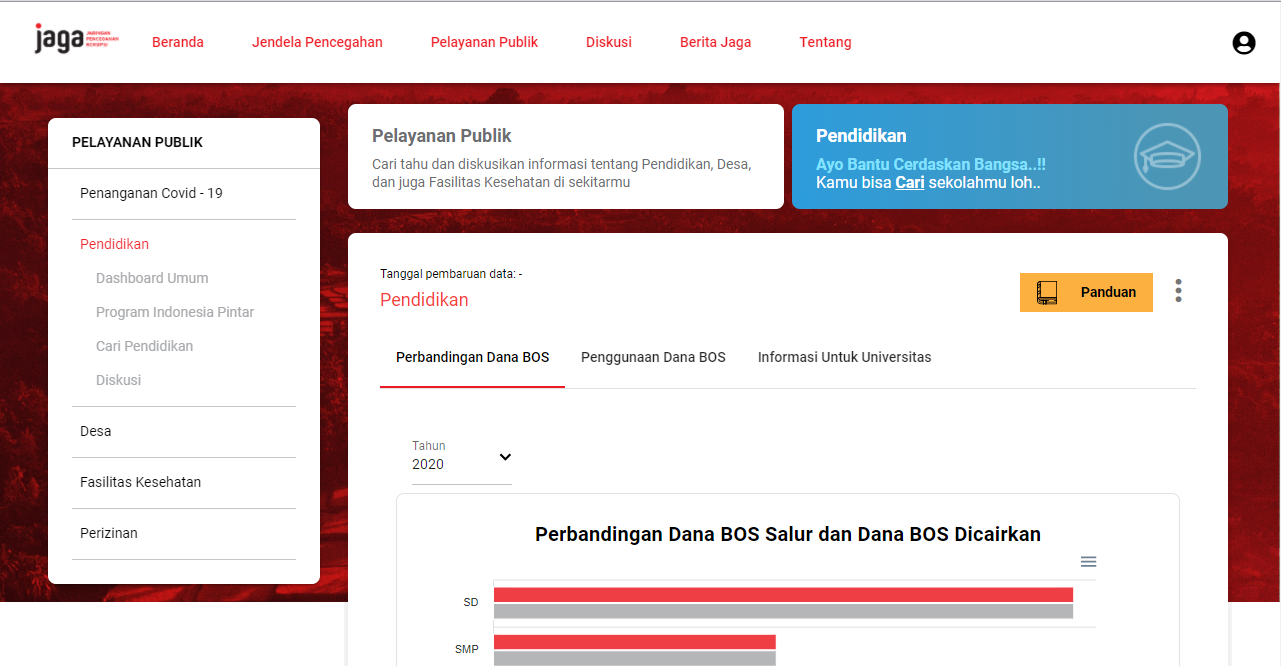 jaga JARINGAN
PENCEGAHAN
KORUPSI
Beranda
Jendela Pencegahan
Pelayanan Publik
Diskusi
Berita Jaga
Tentang
PELAYANAN PUBLIK
Penanganan Covid - 19
Pendidikan
Dashboard Umum
Program Indonesia Pintar
Cari Pendidikan
Diskusi
Desa
Fasilitas Kesehatan
Perizinan
Pelayanan Publik
Cari tahu dan diskusikan informasi tentang Pendidikan, Desa,
dan juga Fasilitas Kesehatan di sekitarmu
Pendidikan
Ayo Bantu Cerdaskan Bangsa..!!
Kamu bisa Cari sekolahmu loh..
Tanggal pembaruan data: -
Pendidikan
Panduan
Perbandingan Dana BOS
Penggunaan Dana BOS
Informasi Untuk Universitas
Tahun
2020
Perbandingan Dana BOS Salur dan Dana BOS Dicairkan
SD
SMP